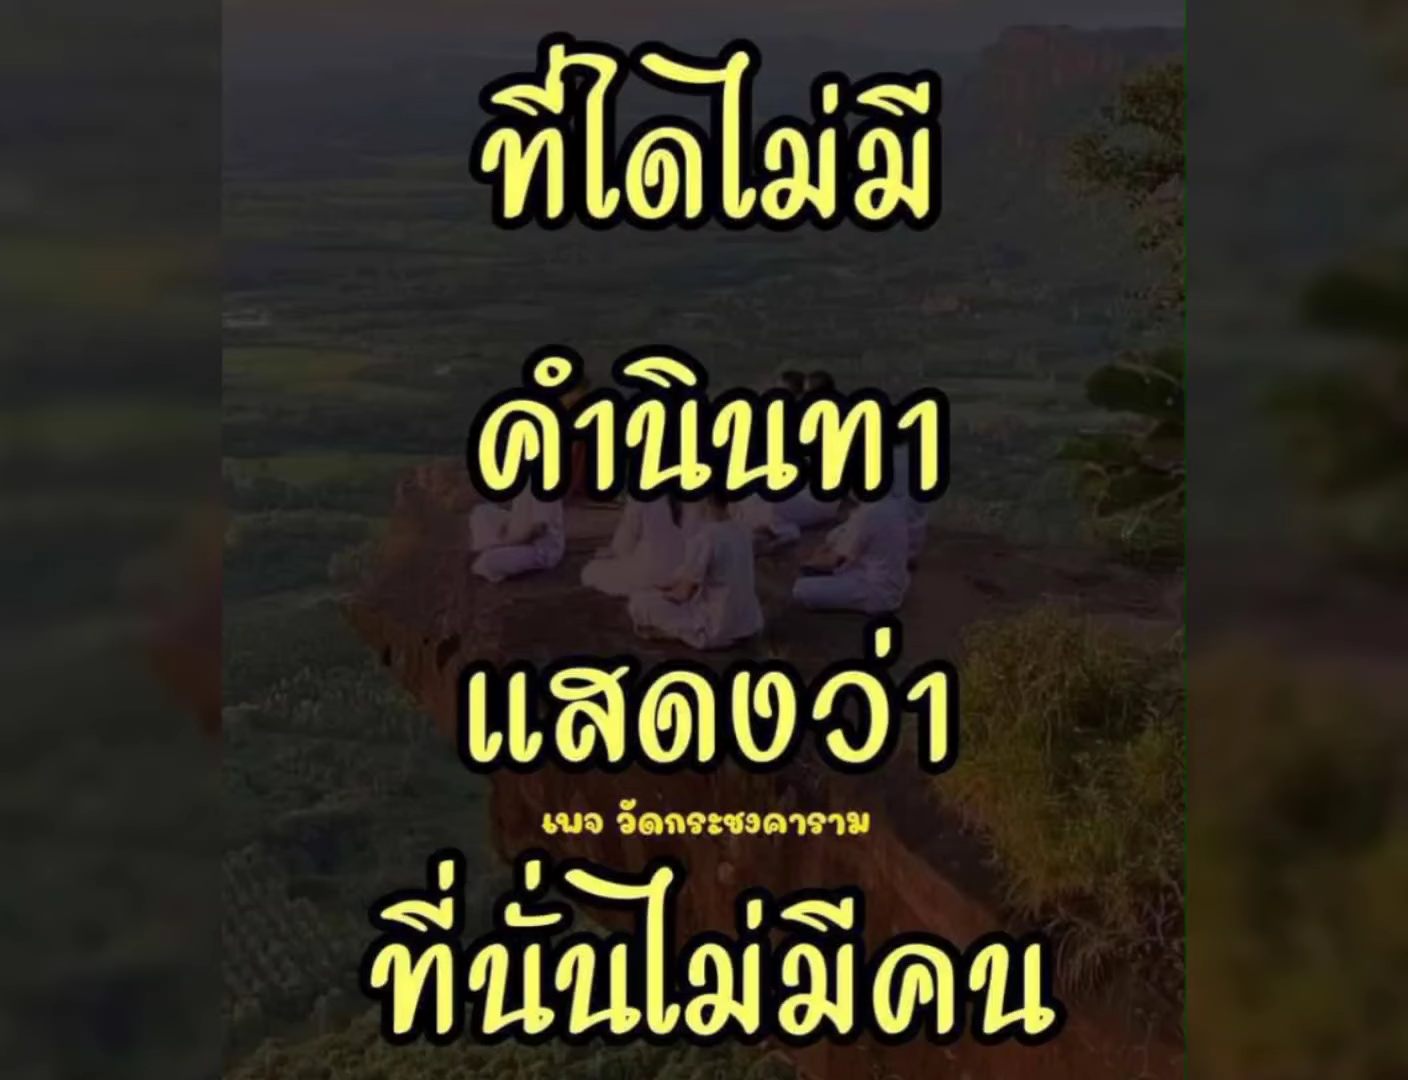 ที่ใดไม่มี
คำนินทา
แสดงว่า
เพจ วัดกระชงคาราม
ที่นั่นไม่มีคน